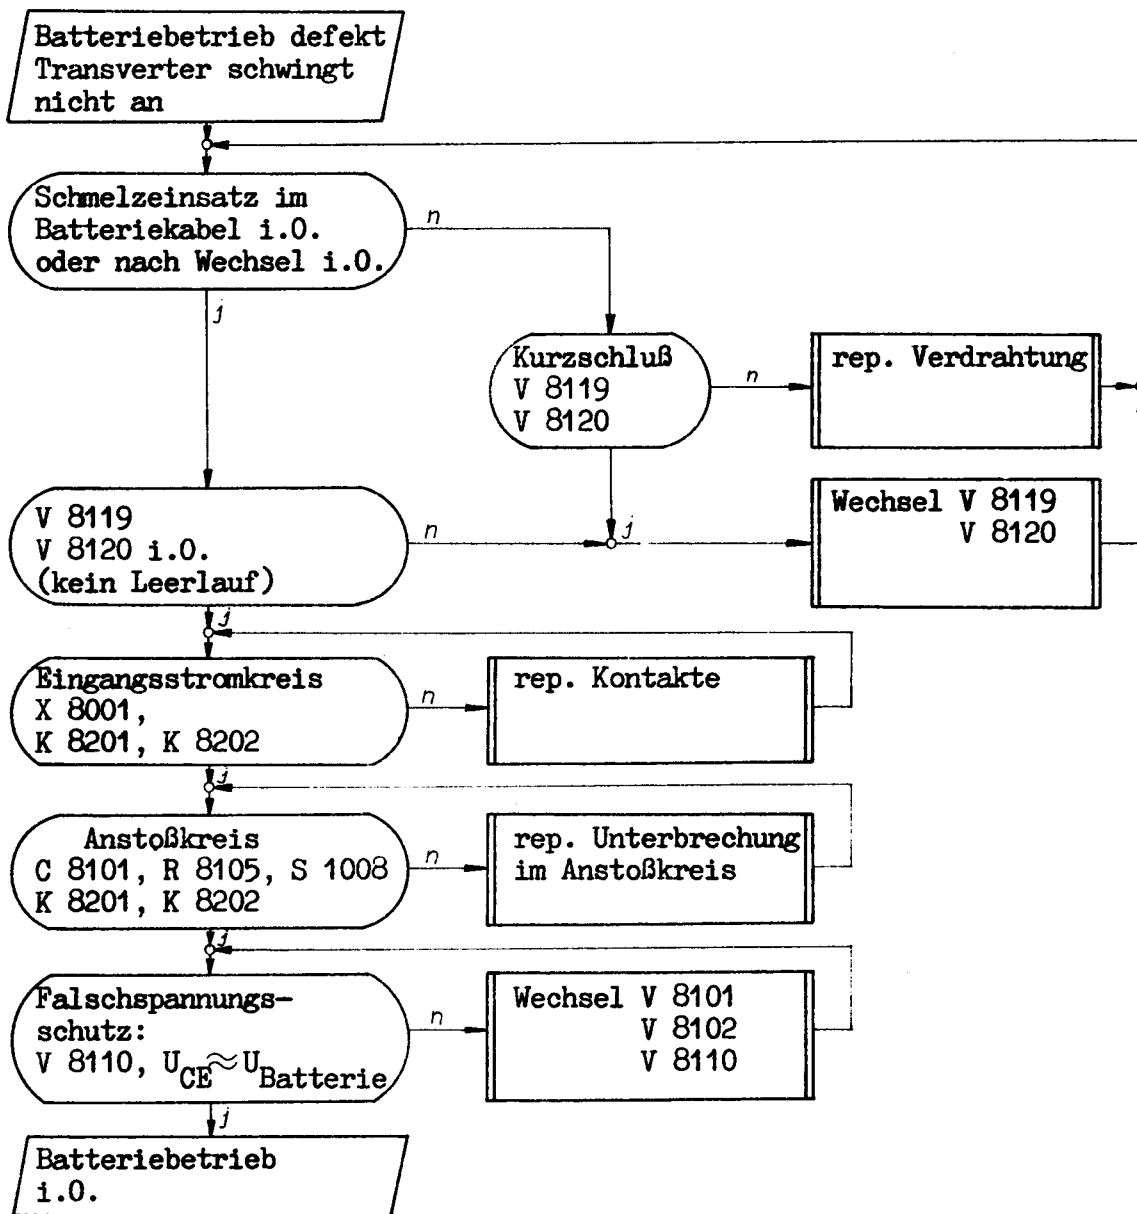 Batteriebetrieb defekt
Transverter schwingt
nicht an
Schmelzeinsatz im
Batteriekabel i.O.
oder nach Wechsel i.O.
n
j
Kurzschluß
V 8119
V 8120
n
rep. Verdrahtung
V 8119
V 8120 i.O.
(kein Leerlauf)
n
j
Wechsel V 8119
V 8120
j
Eingangsstromkreis
X 8001,
K 8201, K 8202
n
rep. Kontakte
j
Anstoßkreis
C 8101, R 8105, S 1008
K 8201, K 8202
n
rep. Unterbrechung
im Anstoßkreis
j
Falschspannungs-
schutz:
V 8110, U_CE ≈ U_Batterie
n
Wechsel V 8101
V 8102
V 8110
j
Batteriebetrieb
i.O.